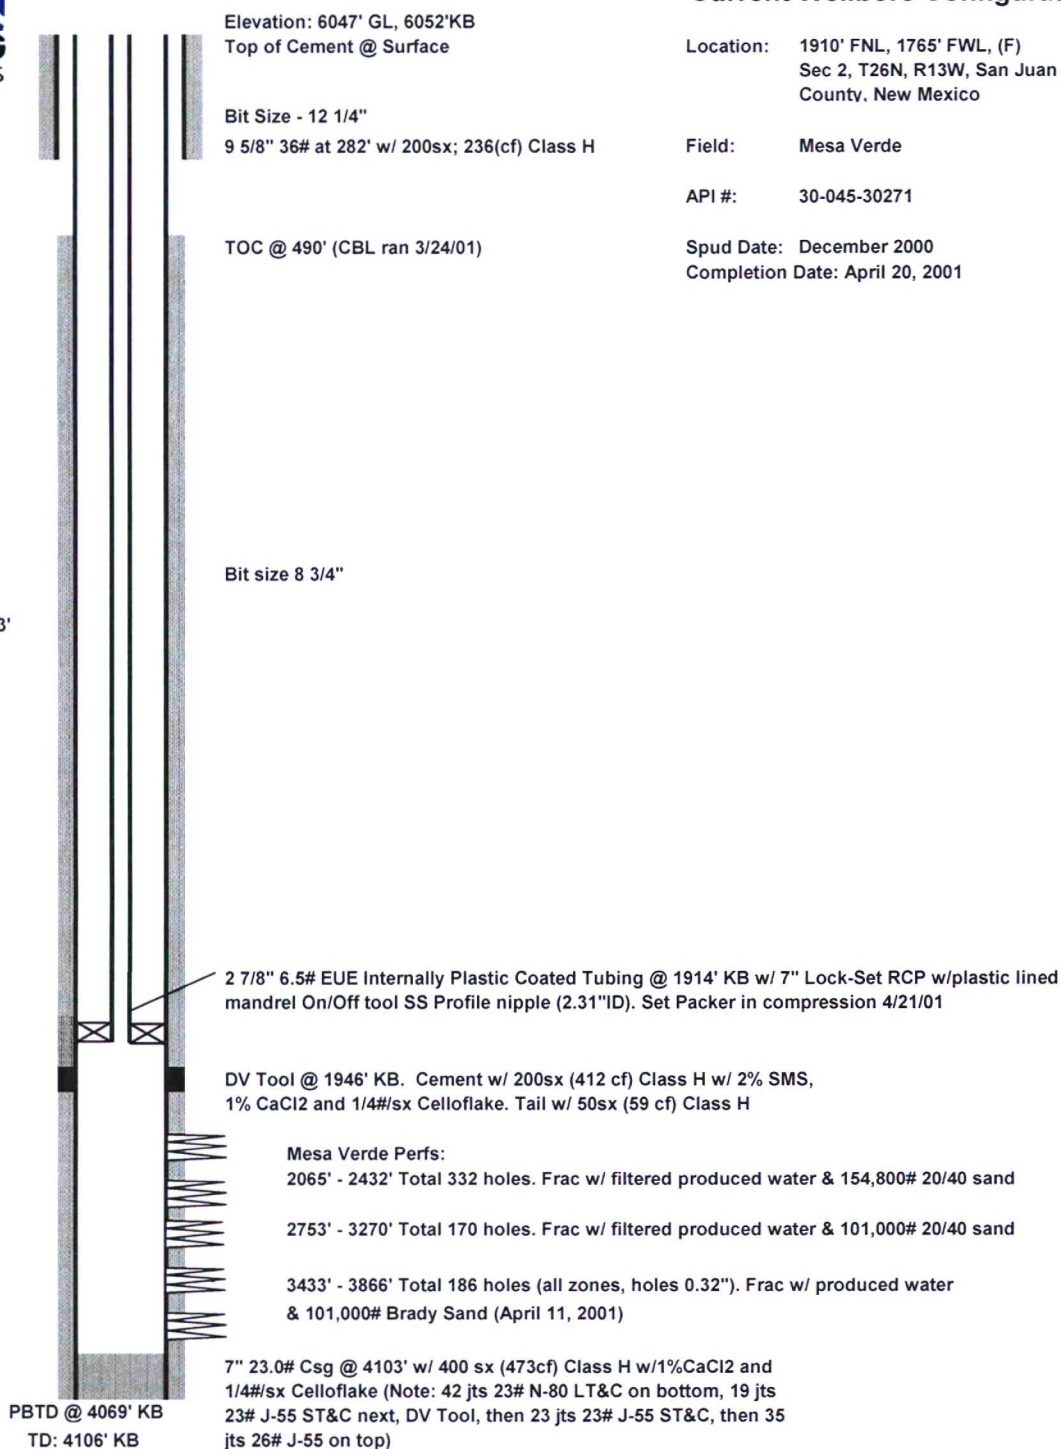 Elevation: 6047' GL, 6052'KB
Top of Cement @ Surface
Location: 1910' FNL, 1765' FWL, (F)
Sec 2, T26N, R13W, San Juan
County, New Mexico
Bit Size - 12 1/4"
9 5/8" 36# at 282' w/ 200sx; 236(cf) Class H
Field: Mesa Verde
API #: 30-045-30271
TOC @ 490' (CBL ran 3/24/01)
Spud Date: December 2000
Completion Date: April 20, 2001
Bit size 8 3/4"
2 7/8" 6.5# EUE Internally Plastic Coated Tubing @ 1914' KB w/ 7" Lock-Set RCP w/plastic lined
mandrel On/Off tool SS Profile nipple (2.31"ID). Set Packer in compression 4/21/01
DV Tool @ 1946' KB. Cement w/ 200sx (412 cf) Class H w/ 2% SMS,
1% CaCl2 and 1/4#/sx Celloflake. Tail w/ 50sx (59 cf) Class H
Mesa Verde Perfs:
2065' - 2432' Total 332 holes. Frac w/ filtered produced water & 154,800# 20/40 sand
2753' - 3270' Total 170 holes. Frac w/ filtered produced water & 101,000# 20/40 sand
3433' - 3866' Total 186 holes (all zones, holes 0.32"). Frac w/ produced water
& 101,000# Brady Sand (April 11, 2001)
7" 23.0# Csg @ 4103' w/ 400 sx (473cf) Class H w/1%CaCl2 and
1/4#/sx Celloflake (Note: 42 jts 23# N-80 LT&C on bottom, 19 jts
23# J-55 ST&C next, DV Tool, then 23 jts 23# J-55 ST&C, then 35
jts 26# J-55 on top)
PBTD @ 4069' KB
TD: 4106' KB